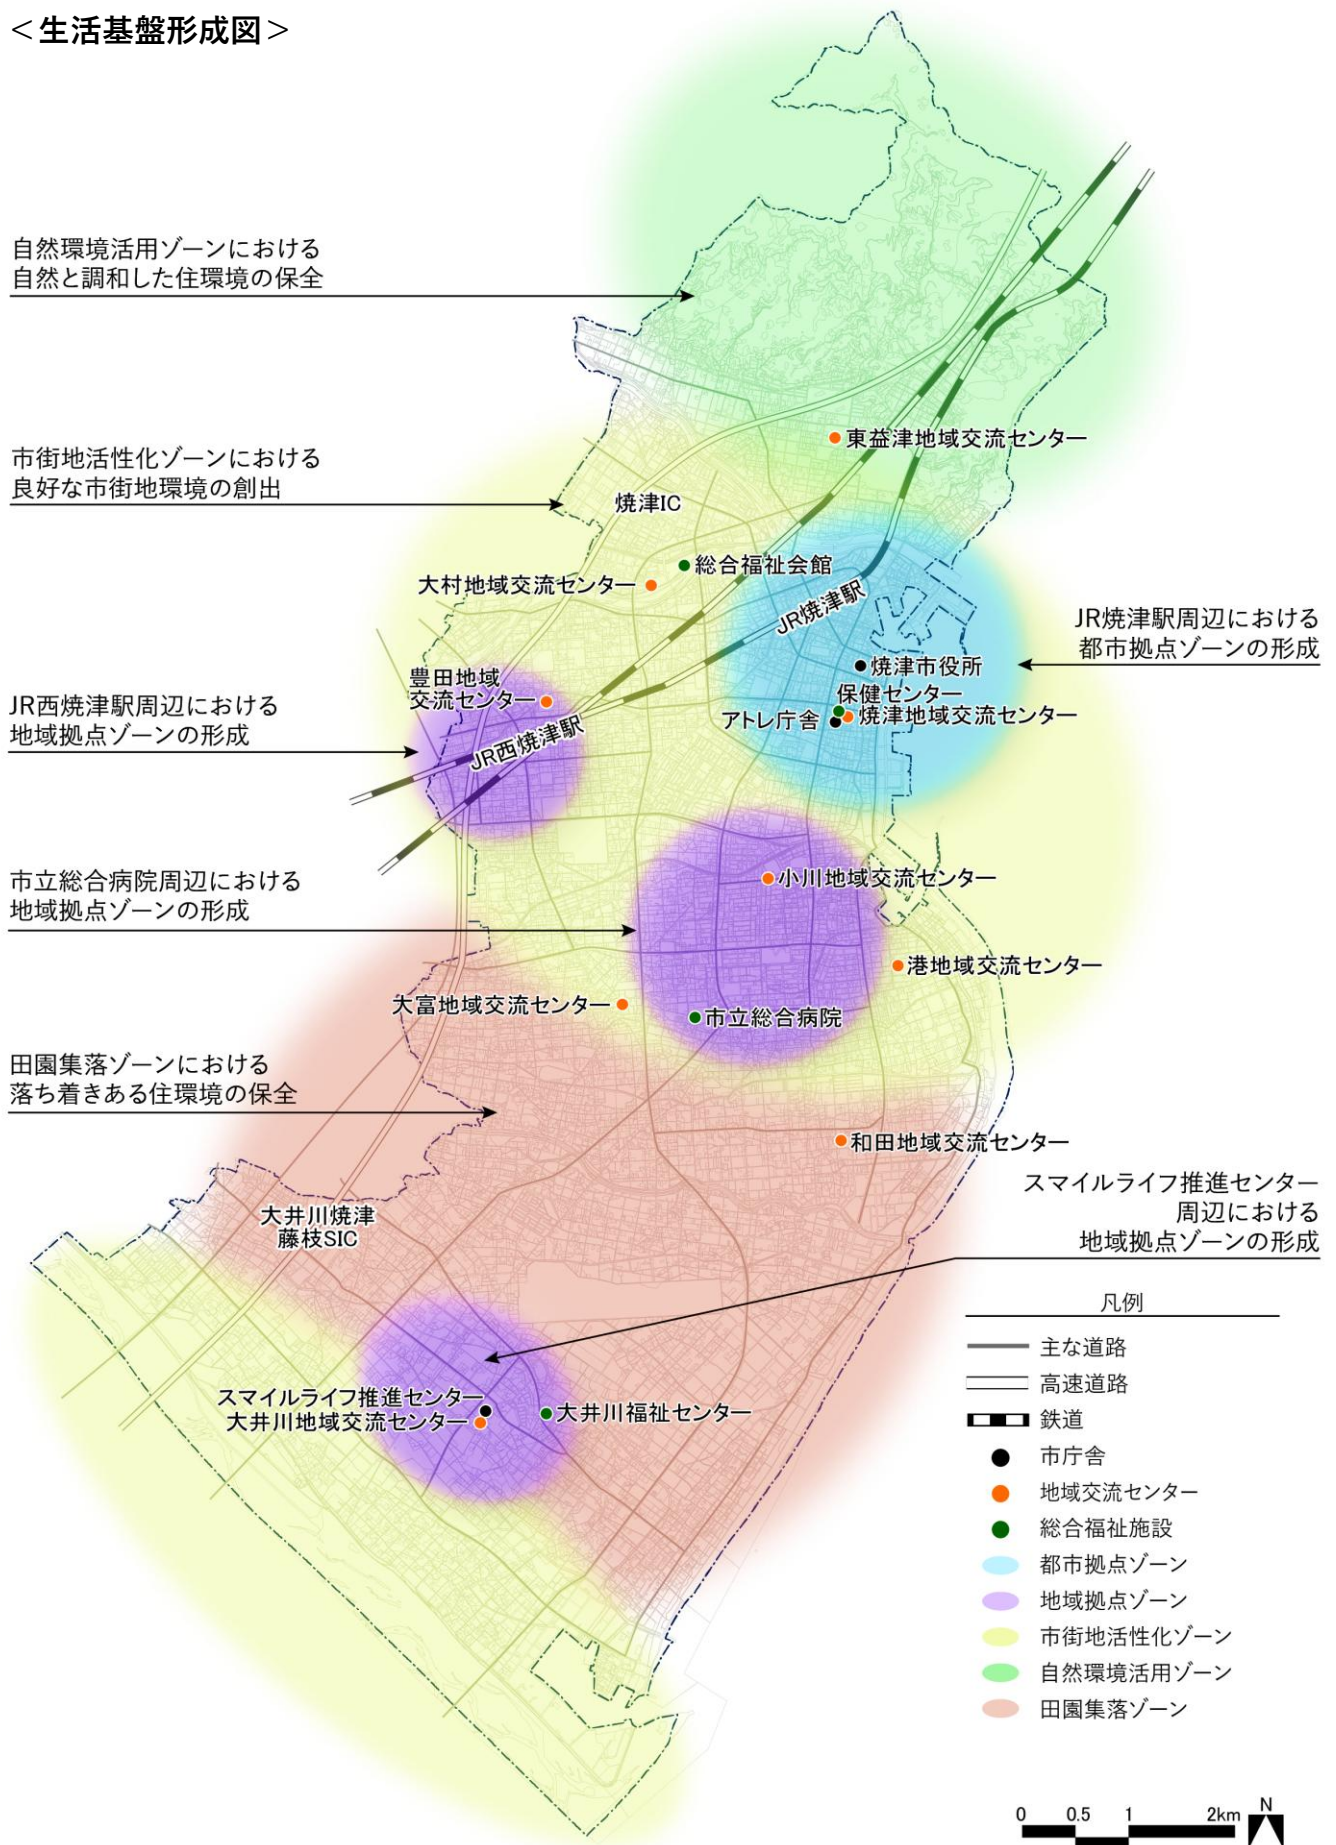 ＜生活基盤形成図＞
自然環境活用ゾーンにおける
自然と調和した住環境の保全
東益津地域交流センター
市街地活性化ゾーンにおける
良好な市街地環境の創出
焼津IC
総合福祉会館
大村地域交流センター
JR焼津駅
JR焼津駅周辺における
都市拠点ゾーンの形成
焼津市役所
保健センター
焼津地域交流センター
アトレ庁舎
豊田地域
交流センター
JR西焼津駅
JR西焼津駅周辺における
地域拠点ゾーンの形成
市立総合病院周辺における
地域拠点ゾーンの形成
小川地域交流センター
港地域交流センター
大富地域交流センター
市立総合病院
田園集落ゾーンにおける
落ち着きある住環境の保全
和田地域交流センター
スマイルライフ推進センター
周辺における
地域拠点ゾーンの形成
大井川焼津
藤枝SIC
スマイルライフ推進センター
大井川地域交流センター
大井川福祉センター
凡例
主な道路
高速道路
鉄道
市庁舎
地域交流センター
総合福祉施設
都市拠点ゾーン
地域拠点ゾーン
市街地活性化ゾーン
自然環境活用ゾーン
田園集落ゾーン
0 0.5 1 2km
N